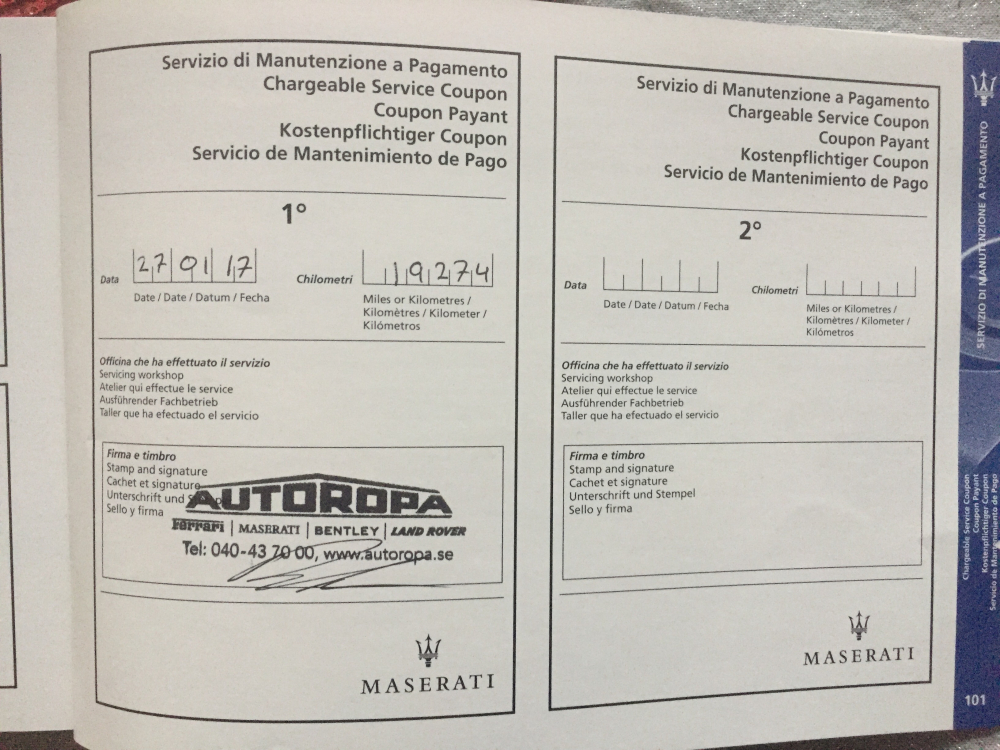 Servizio di Manutenzione a Pagamento
Chargeable Service Coupon
Coupon Payant
Kostenpflichtiger Coupon
Servicio de Mantenimiento de Pago
1°
Data
27 01 17
Date / Date / Datum / Fecha
Chilometri
19274
Miles or Kilometres /
Kilomètres / Kilometer /
Kilómetros
Officina che ha effettuato il servizio
Servicing workshop
Atelier qui effectue le service
Ausführender Fachbetrieb
Taller que ha efectuado el servicio
Firma e timbro
Stamp and signature
Cachet et signature
Unterschrift und
Sello y firma
AUTOROPA
Ferrari | MASERATI | BENTLEY | LAND ROVER
Tel: 040-43 70 00, www.autoropa.se
MASERATI
Servizio di Manutenzione a Pagamento
Chargeable Service Coupon
Coupon Payant
Kostenpflichtiger Coupon
Servicio de Mantenimiento de Pago
2°
Data
Date / Date / Datum / Fecha
Chilometri
Miles or Kilometres /
Kilomètres / Kilometer /
Kilómetros
Officina che ha effettuato il servizio
Servicing workshop
Atelier qui effectue le service
Ausführender Fachbetrieb
Taller que ha efectuado el servicio
Firma e timbro
Stamp and signature
Cachet et signature
Unterschrift und Stempel
Sello y firma
MASERATI
SERVIZIO DI MANUTENZIONE A PAGAMENTO
Chargeable Service Coupon
Coupon Payant
Kostenpflichtiger Coupon
Servicio de Mantenimiento de Pago
101